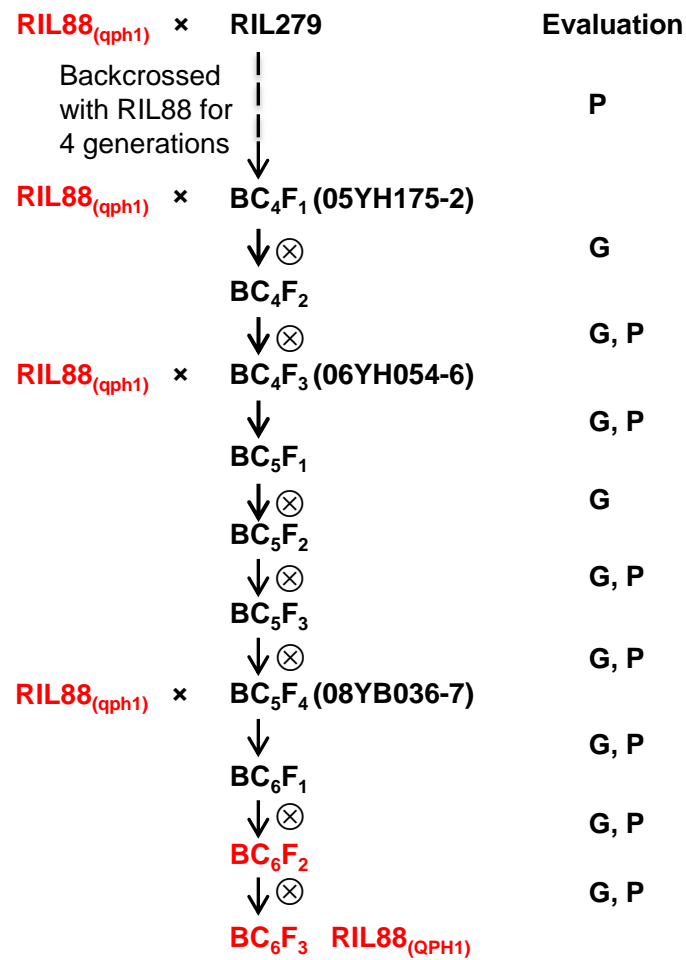 RIL88(qph1) × RIL279 Evaluation
Backcrossed
with RIL88 for
4 generations
P
RIL88(qph1) × BC4F1 (05YH175-2)
⊗ G
BC4F2
⊗ G, P
RIL88(qph1) × BC4F3 (06YH054-6)
G, P
BC5F1
⊗ G
BC5F2
⊗ G, P
BC5F3
⊗ G, P
RIL88(qph1) × BC5F4 (08YB036-7)
G, P
BC6F1
⊗ G, P
BC6F2
⊗ G, P
BC6F3 RIL88(QPH1)